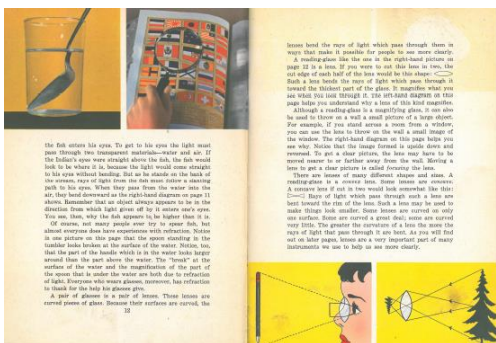 the fish enters his eyes. To get to his eyes the light must
pass through two transparent materials—water and air. If
the Indian's eyes were straight above the fish, the fish would
look to be where it is, because the light would come straight
to his eyes without bending. But as he stands on the bank of
the stream, rays of light from the fish must follow a slanting
path to his eyes. When they pass from the water into the
air, they bend downward as the right-hand diagram on page 11
shows. Remember that an object always appears to be in the
direction from which light given off by it enters one's eyes.
You see, then, why the fish appears to be higher than it is.
Of course, not many people ever try to spear fish, but
almost everyone does have experience with refraction. Notice
in one picture on this page that the spoon standing in the
tumbler looks broken at the surface of the water. Notice, too,
that the part of the handle which is in the water looks larger
around than the part above the water. The "break" at the
surface of the water and the magnification of the part of
the spoon that is under the water are both due to refraction
of light. Everyone who wears glasses, moreover, has refraction
to thank for the help his glasses give.
A pair of glasses is a pair of lenses. These lenses are
curved pieces of glass. Because their surfaces are curved, the
12
lenses bend the rays of light which pass through them in
ways that make it possible for people to see more clearly.
A reading-glass like the one in the right-hand picture on
page 12 is a lens. If you were to cut this lens in two, the
cut edge of each half of the lens would be this shape:
Such a lens bends the rays of light which pass through it
toward the thickest part of the glass. It magnifies what you
see when you look through it. The left-hand diagram on this
page helps you understand why a lens of this kind magnifies.
Although a reading-glass is a magnifying glass, it can also
be used to throw on a wall a small picture of a large object.
For example, if you stand across a room from a window,
you can use the lens to throw on the wall a small image of
the window. The right-hand diagram on this page helps you
see why. Notice that the image formed is upside down and
reversed. To get a clear picture, the lens may have to be
moved nearer to or farther away from the wall. Moving a
lens to get a clear picture is called focusing the lens.
There are lenses of many different shapes and sizes. A
reading-glass is a convex lens. Some lenses are concave.
A concave lens if cut in two would look somewhat like this:
Rays of light which pass through such a lens are
bent toward the rim of the lens. Such a lens may be used to
make things look smaller. Some lenses are curved on only
one surface. Some are curved a great deal; some are curved
very little. The greater the curvature of a lens the more the
rays of light that pass through it are bent. As you will find
out on later pages, lenses are a very important part of many
instruments we use to help us see more clearly.